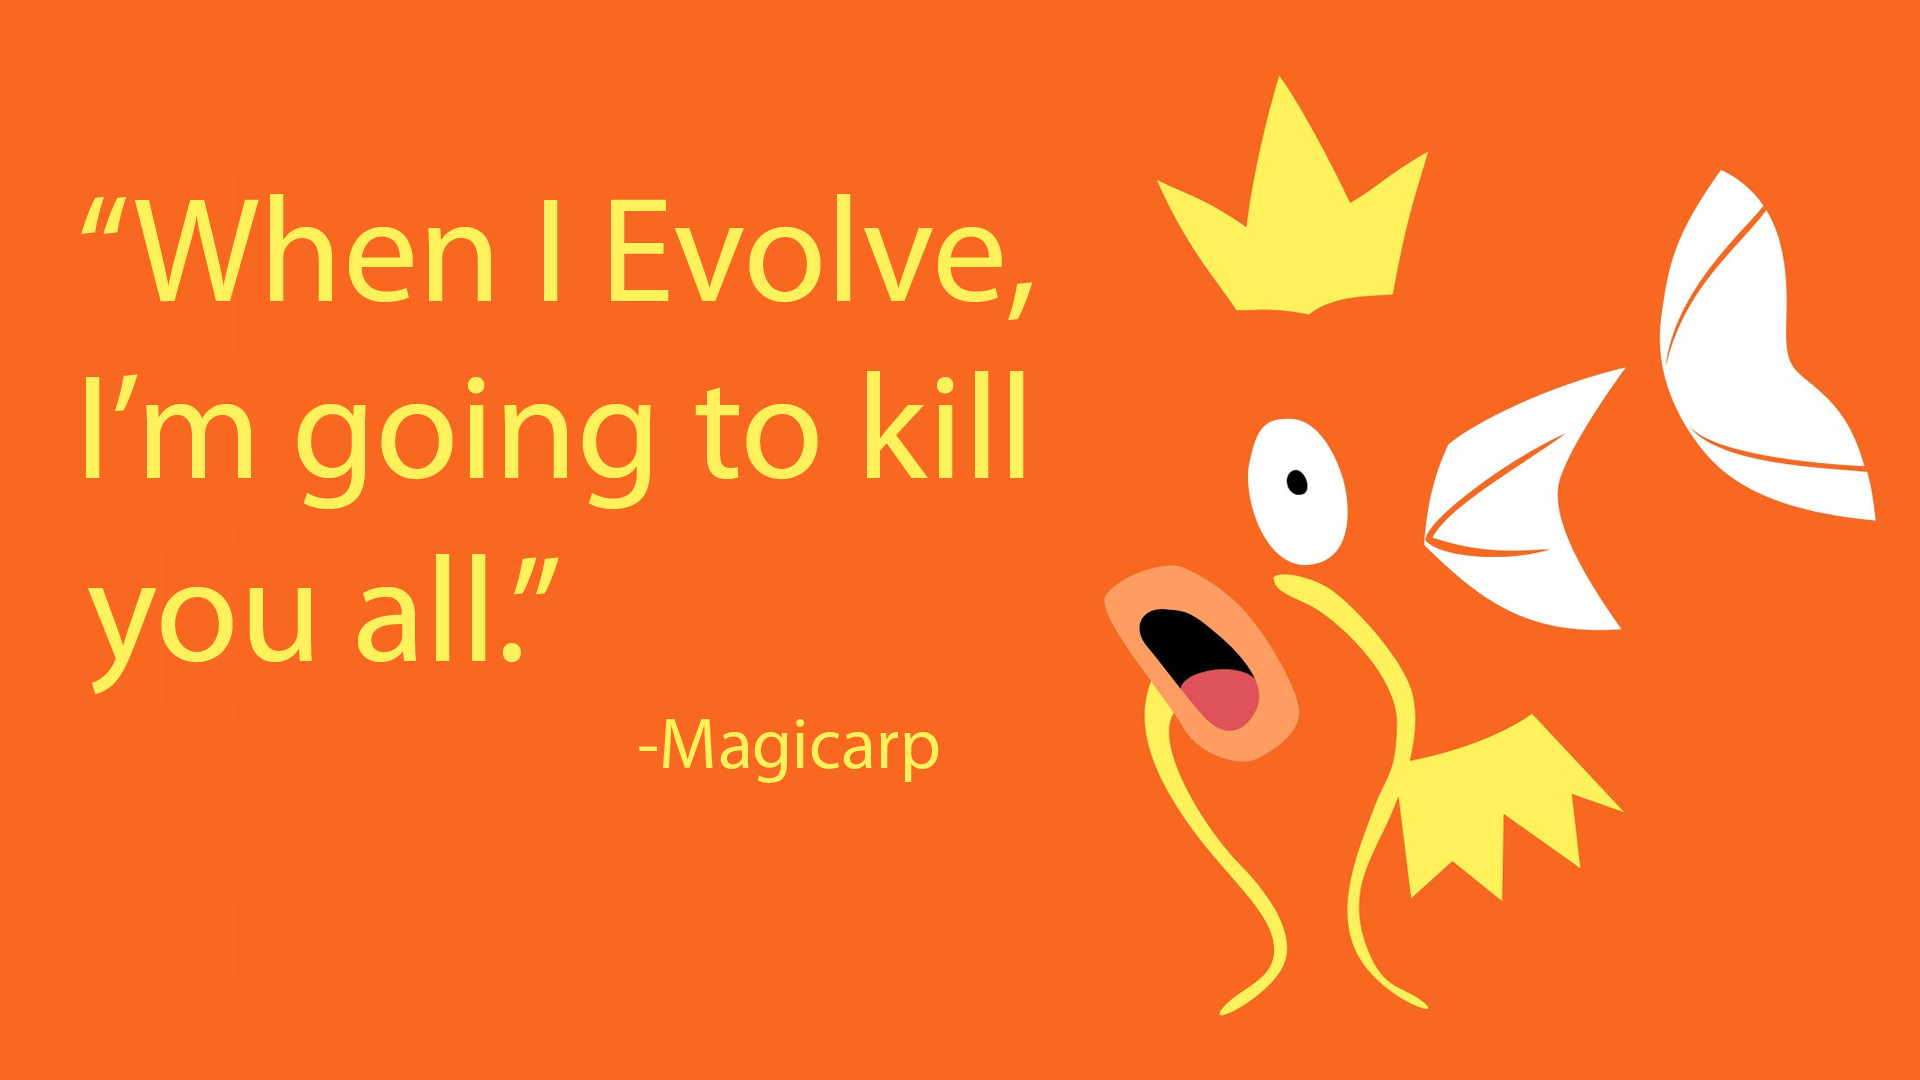 “When I Evolve,
I’m going to kill
you all.”
-Magicarp